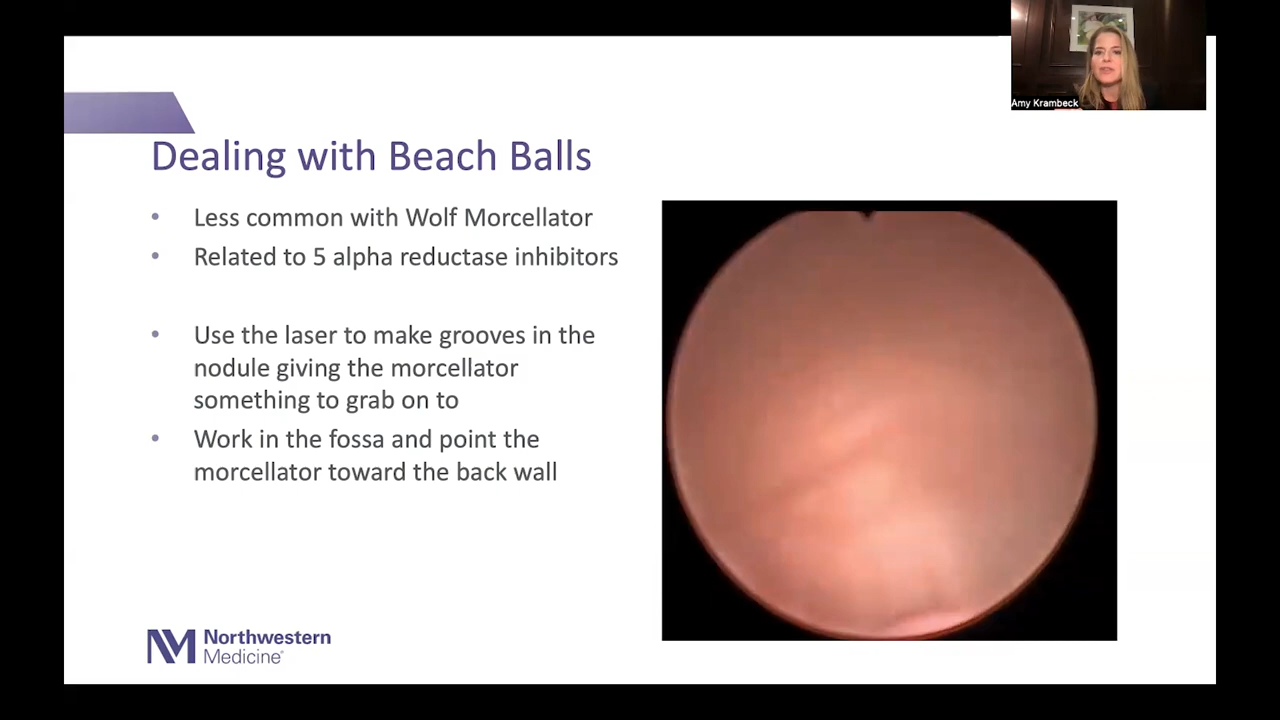 Amy Krambeck
Dealing with Beach Balls
• Less common with Wolf Morcellator
• Related to 5 alpha reductase inhibitors
• Use the laser to make grooves in the
nodule giving the morcellator
something to grab on to
• Work in the fossa and point the
morcellator toward the back wall
NM Northwestern
Medicine®